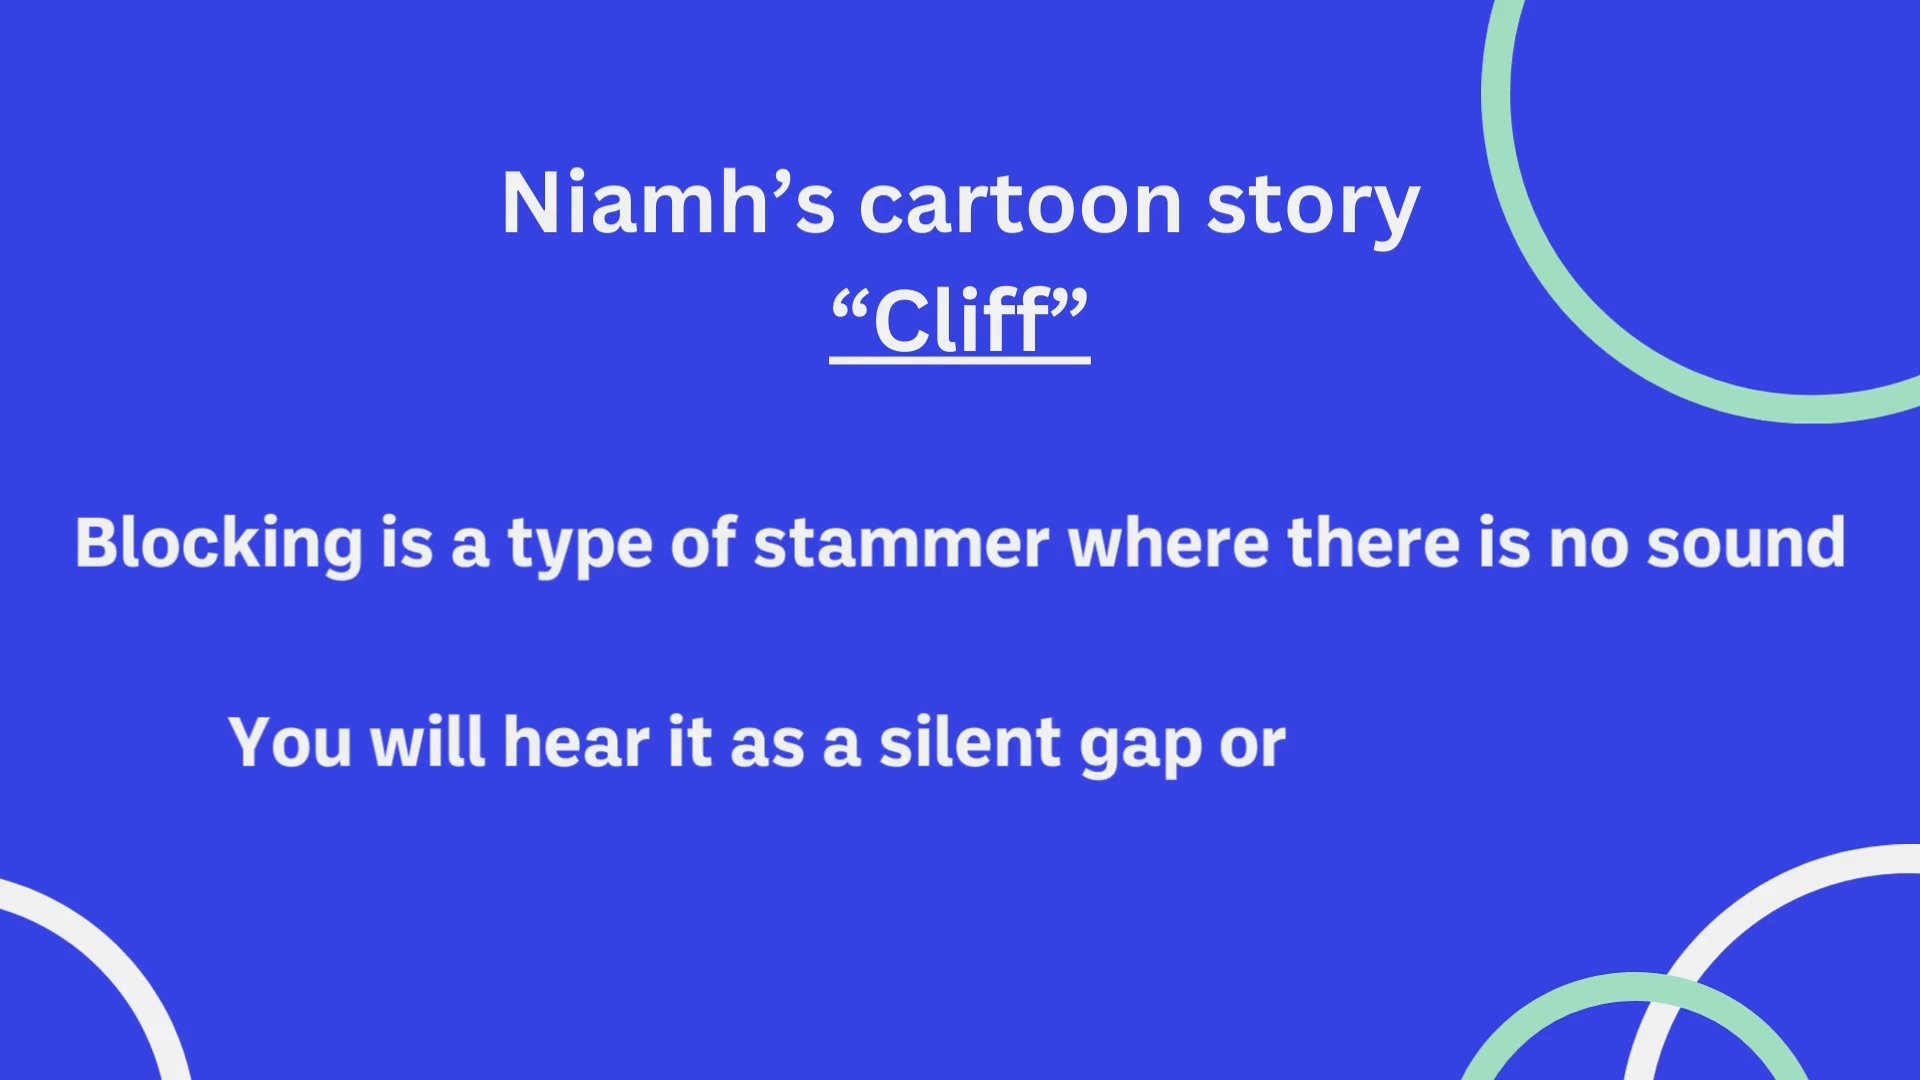 Niamh’s cartoon story
“Cliff”
Blocking is a type of stammer where there is no sound
You will hear it as a silent gap or